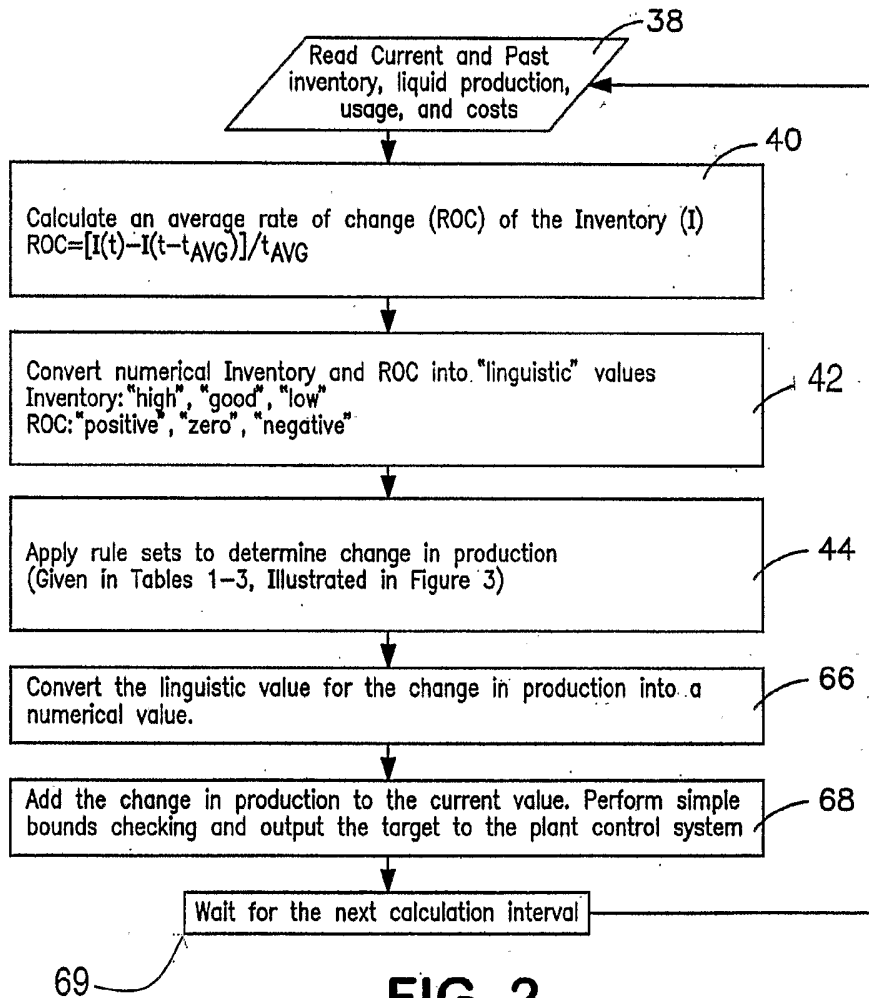 38
Read Current and Past
inventory, liquid production,
usage, and costs
40
Calculate an average rate of change (ROC) of the Inventory (I)
ROC=[I(t)-I(t-tAVG)]/tAVG
42
Convert numerical Inventory and ROC into "linguistic" values
Inventory:"high", "good", "low"
ROC:"positive", "zero", "negative"
44
Apply rule sets to determine change in production
(Given in Tables 1-3, Illustrated in Figure 3)
66
Convert the linguistic value for the change in production into a
numerical value.
68
Add the change in production to the current value. Perform simple
bounds checking and output the target to the plant control system
Wait for the next calculation interval
69
FIG. 2